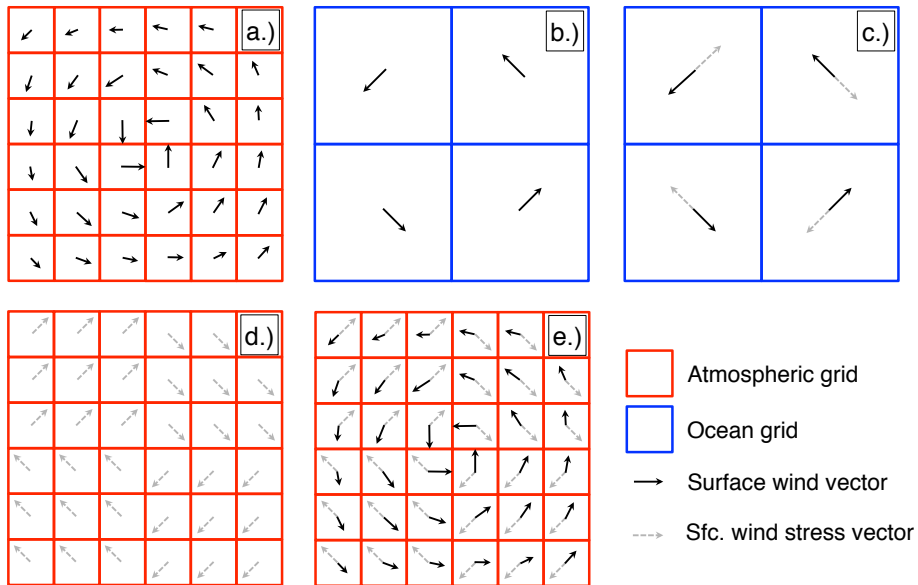 a.)
b.)
c.)
d.)
e.)
Atmospheric grid
Ocean grid
Surface wind vector
Sfc. wind stress vector